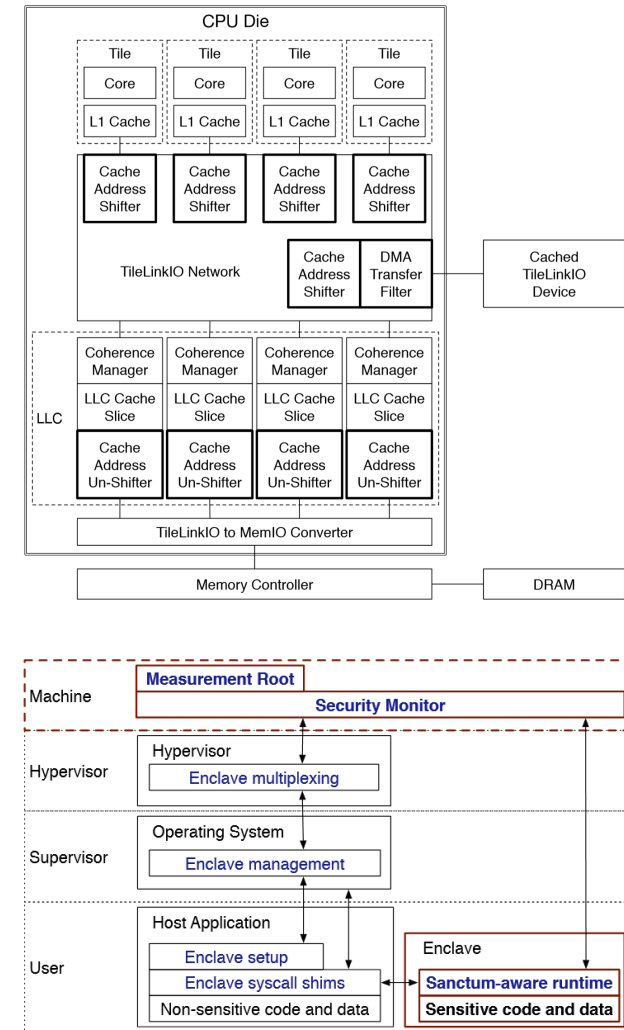 CPU Die
Tile Tile Tile Tile
Core Core Core Core
L1 Cache L1 Cache L1 Cache L1 Cache
Cache Cache Cache Cache
Address Address Address Address
Shifter Shifter Shifter Shifter
TileLinkIO Network
Cache
Address
Shifter
DMA
Transfer
Filter
Cached
TileLinkIO
Device
LLC
Coherence Coherence Coherence Coherence
Manager Manager Manager Manager
LLC Cache LLC Cache LLC Cache LLC Cache
Slice Slice Slice Slice
Cache Cache Cache Cache
Address Address Address Address
Un-Shifter Un-Shifter Un-Shifter Un-Shifter
TileLinkIO to MemIO Converter
Memory Controller
DRAM
Machine
Measurement Root
Security Monitor
Hypervisor
Hypervisor
Enclave multiplexing
Supervisor
Operating System
Enclave management
User
Host Application
Enclave setup
Enclave syscall shims
Non-sensitive code and data
Enclave
Sanctum-aware runtime
Sensitive code and data